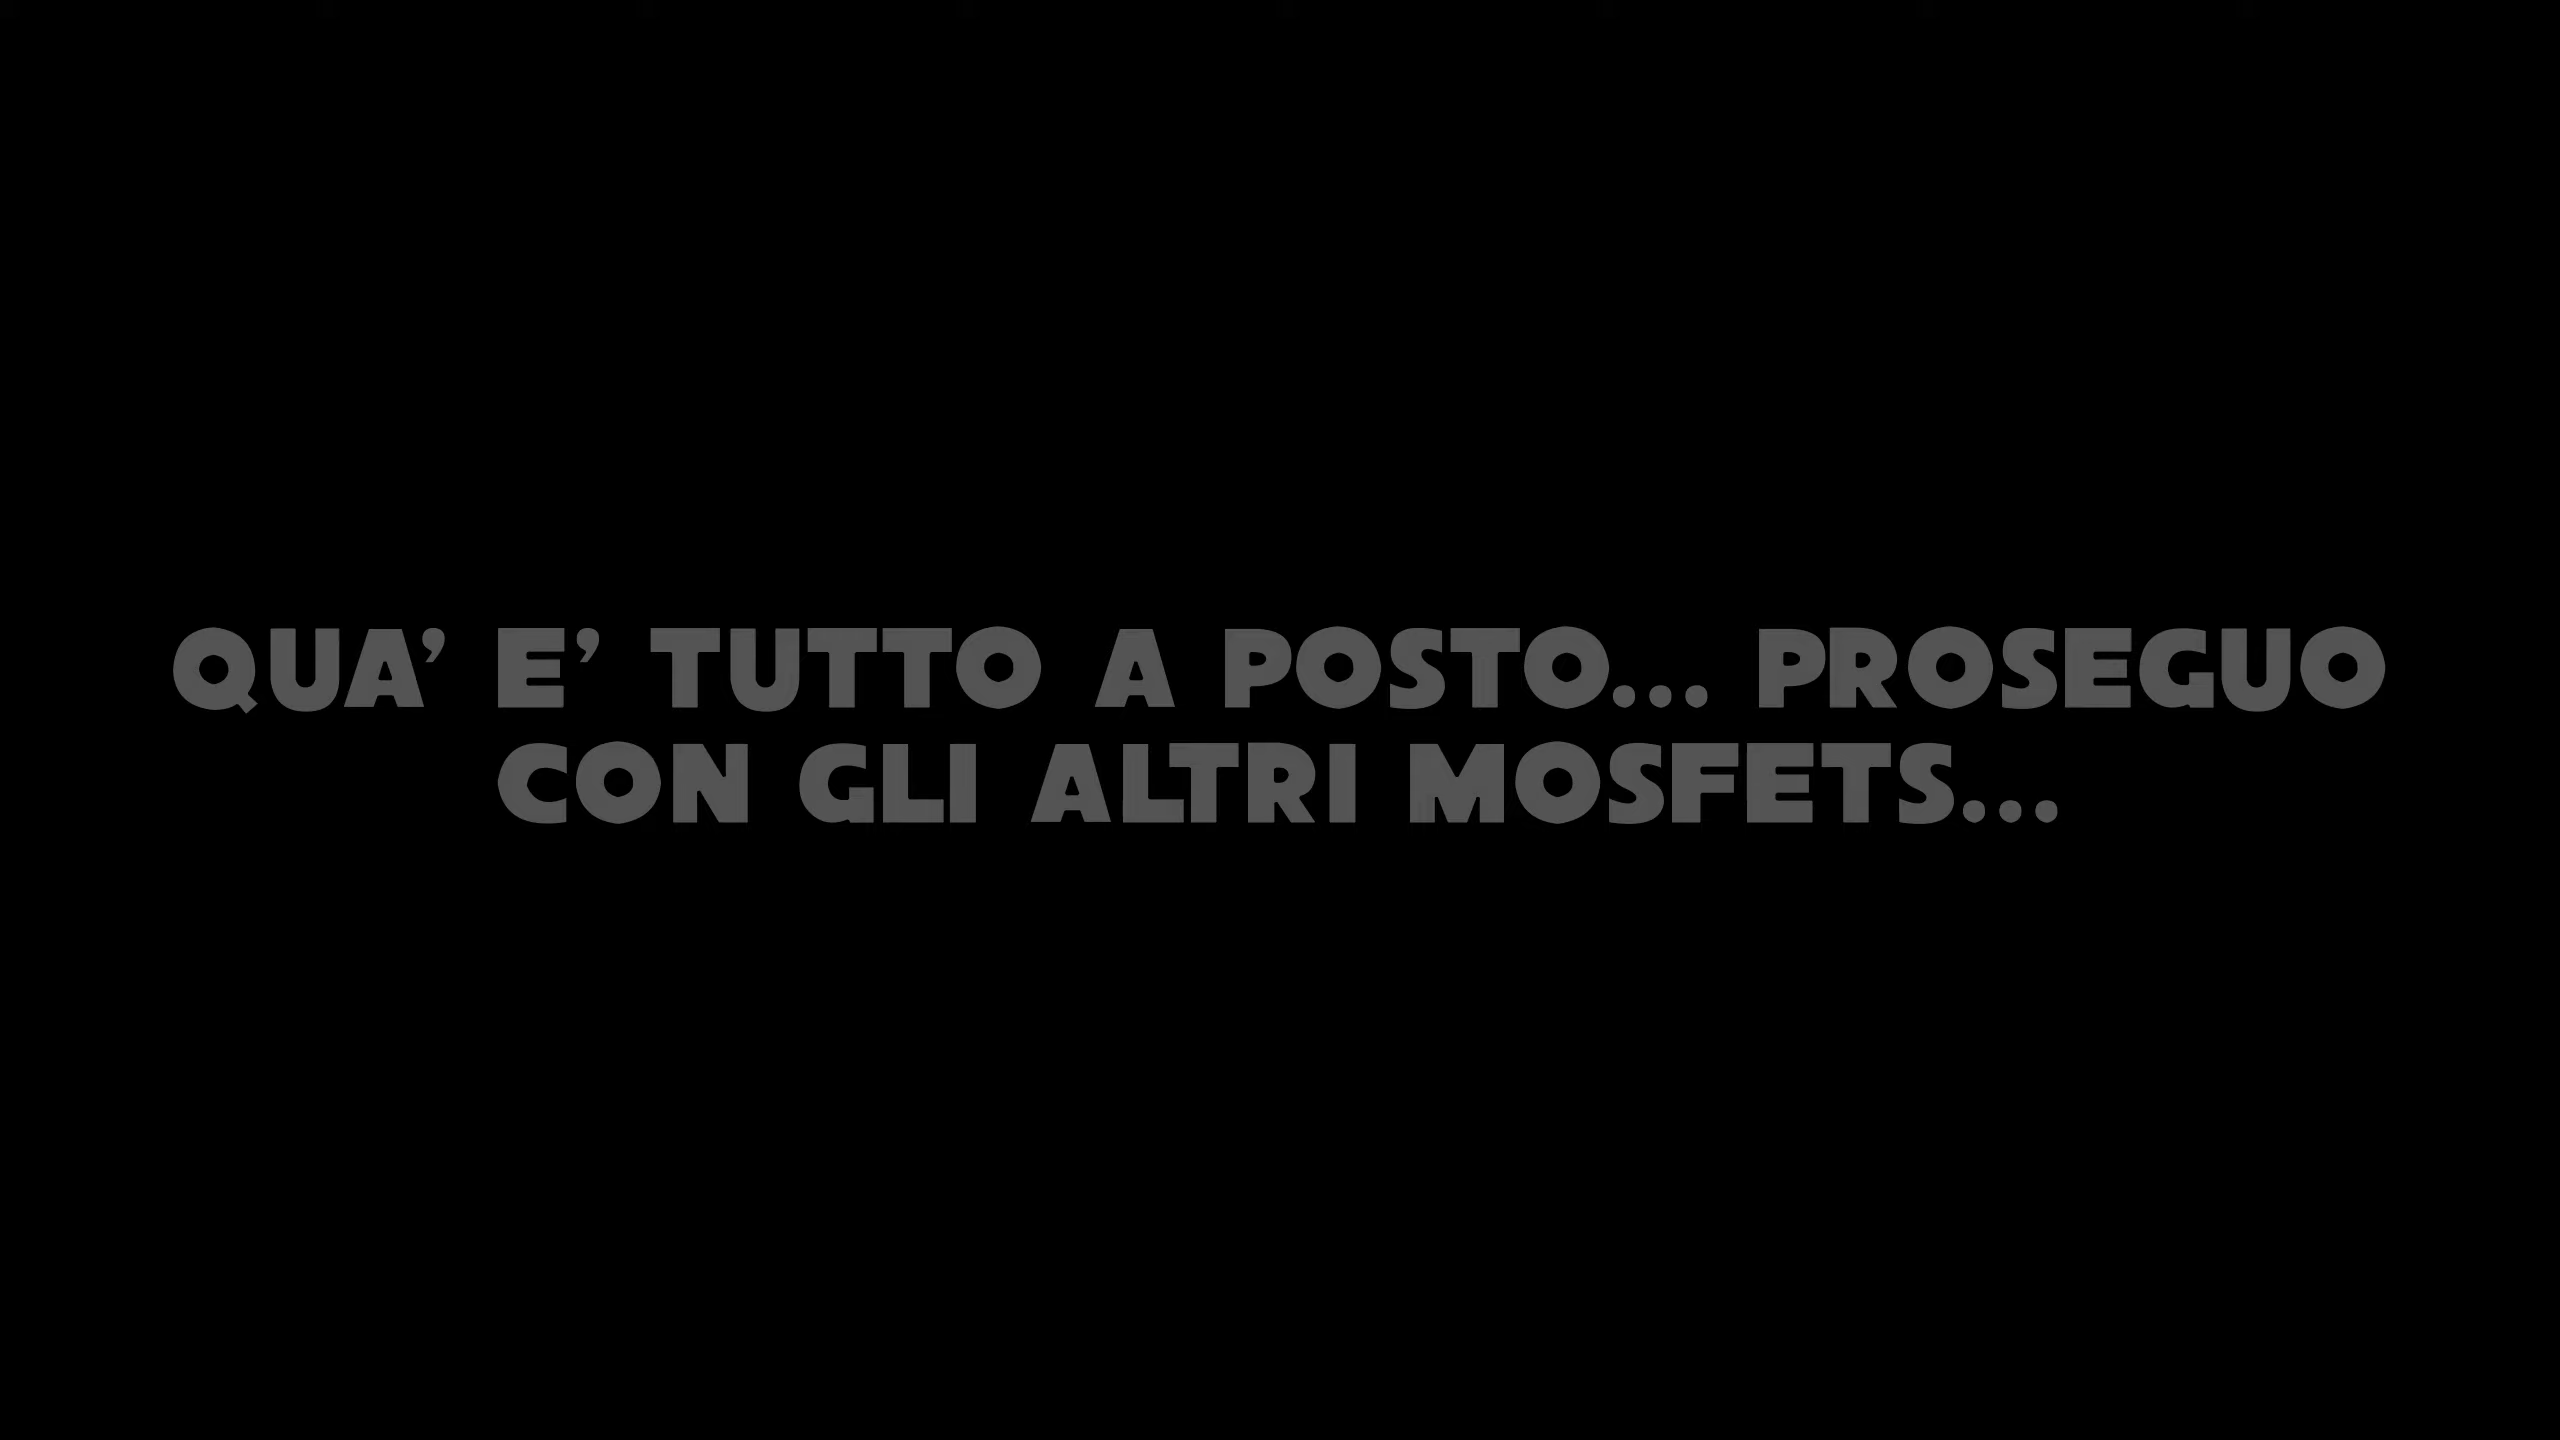 QUA’ E’ TUTTO A POSTO... PROSEGUO
CON GLI ALTRI MOSFETS...